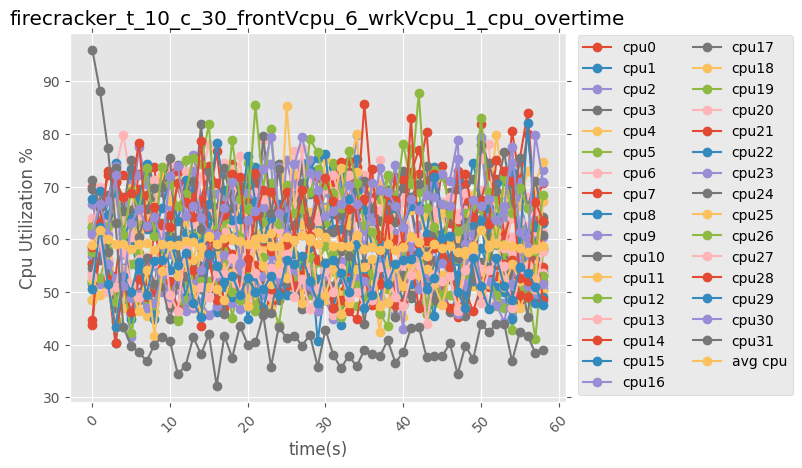 firecracker_t_10_c_30_frontVcpu_6_wrkVcpu_1_cpu_overtime
Cpu Utilization %
90
80
70
60
50
40
30
0
10
20
30
40
50
60
time(s)
cpu0
cpu1
cpu2
cpu3
cpu4
cpu5
cpu6
cpu7
cpu8
cpu9
cpu10
cpu11
cpu12
cpu13
cpu14
cpu15
cpu16
cpu17
cpu18
cpu19
cpu20
cpu21
cpu22
cpu23
cpu24
cpu25
cpu26
cpu27
cpu28
cpu29
cpu30
cpu31
avg cpu